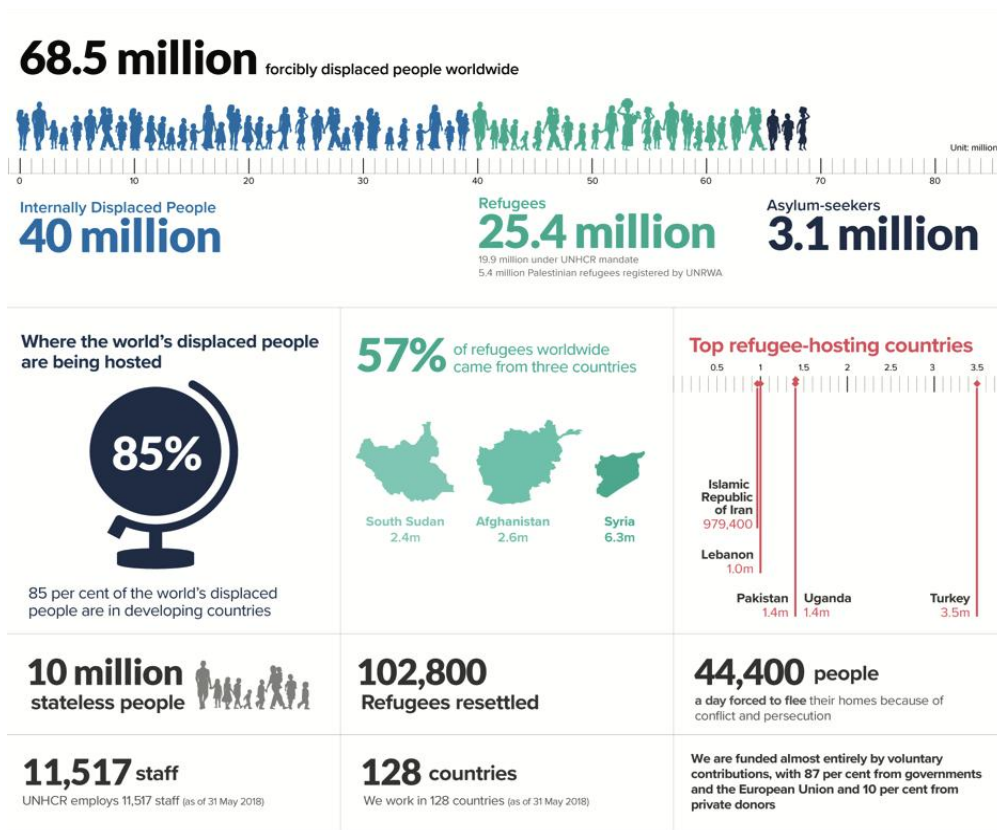 68.5 million forcibly displaced people worldwide
Unit: million
0 10 20 30 40 50 60 70 80
Internally Displaced People
40 million
Refugees
25.4 million
19.9 million under UNHCR mandate
5.4 million Palestinian refugees registered by UNRWA
Asylum-seekers
3.1 million
Where the world's displaced people
are being hosted
85%
85 per cent of the world's displaced
people are in developing countries
57% of refugees worldwide
came from three countries
South Sudan
2.4m
Afghanistan
2.6m
Syria
6.3m
Top refugee-hosting countries
0.5 1 1.5 2 2.5 3 3.5
Islamic
Republic
of Iran
979,400
Lebanon
1.0m
Pakistan
1.4m
Uganda
1.4m
Turkey
3.5m
10 million
stateless people
102,800
Refugees resettled
44,400 people
a day forced to flee their homes because of
conflict and persecution
11,517 staff
UNHCR employs 11,517 staff (as of 31 May 2018)
128 countries
We work in 128 countries (as of 31 May 2018)
We are funded almost entirely by voluntary
contributions, with 87 per cent from governments
and the European Union and 10 per cent from
private donors